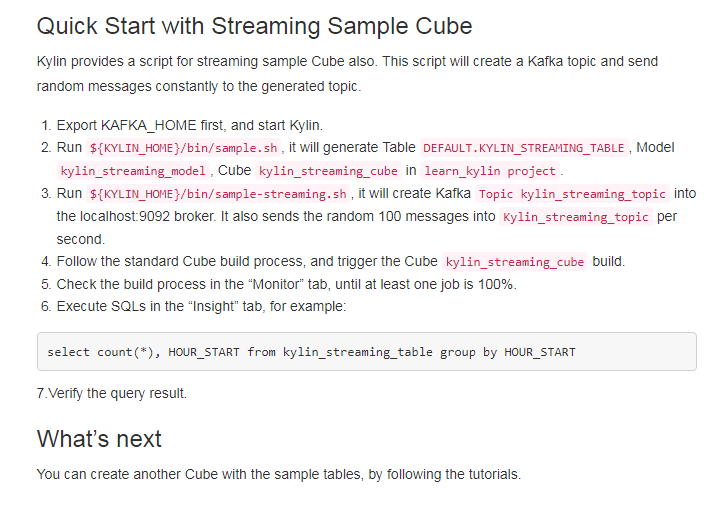 Quick Start with Streaming Sample Cube
Kylin provides a script for streaming sample Cube also. This script will create a Kafka topic and send
random messages constantly to the generated topic.
1. Export KAFKA_HOME first, and start Kylin.
2. Run ${KYLIN_HOME}/bin/sample.sh , it will generate Table DEFAULT.KYLIN_STREAMING_TABLE , Model
kylin_streaming_model , Cube kylin_streaming_cube in learn_kylin project .
3. Run ${KYLIN_HOME}/bin/sample-streaming.sh , it will create Kafka Topic kylin_streaming_topic into
the localhost:9092 broker. It also sends the random 100 messages into Kylin_streaming_topic per
second.
4. Follow the standard Cube build process, and trigger the Cube kylin_streaming_cube build.
5. Check the build process in the “Monitor” tab, until at least one job is 100%.
6. Execute SQLs in the “Insight” tab, for example:
select count(*), HOUR_START from kylin_streaming_table group by HOUR_START
7.Verify the query result.
What’s next
You can create another Cube with the sample tables, by following the tutorials.